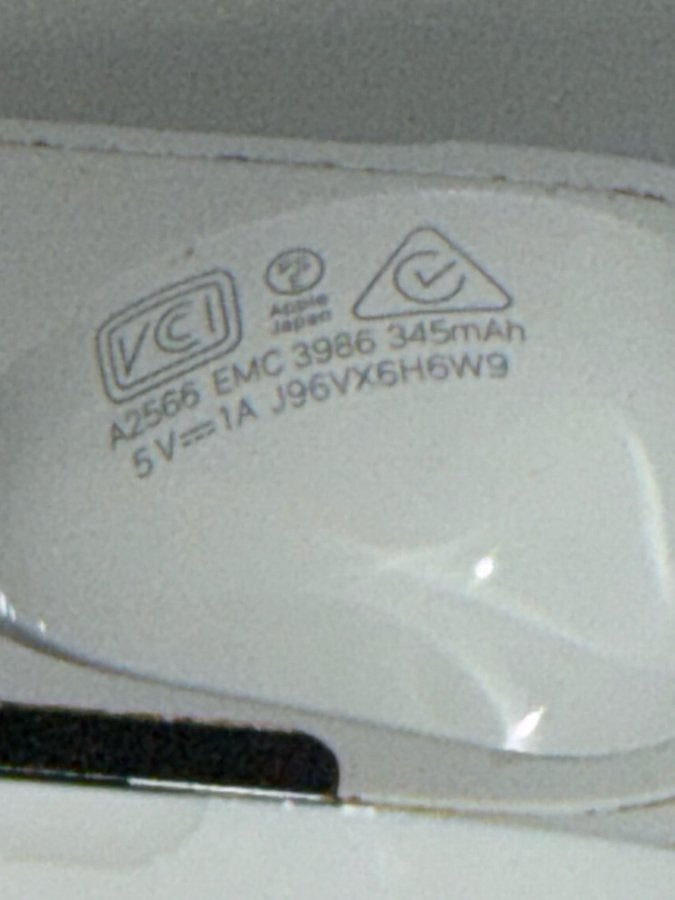 VCI
Apple
Japan
A2566 EMC 3986 345mAh
5V⎓1A J96VX6H6W9